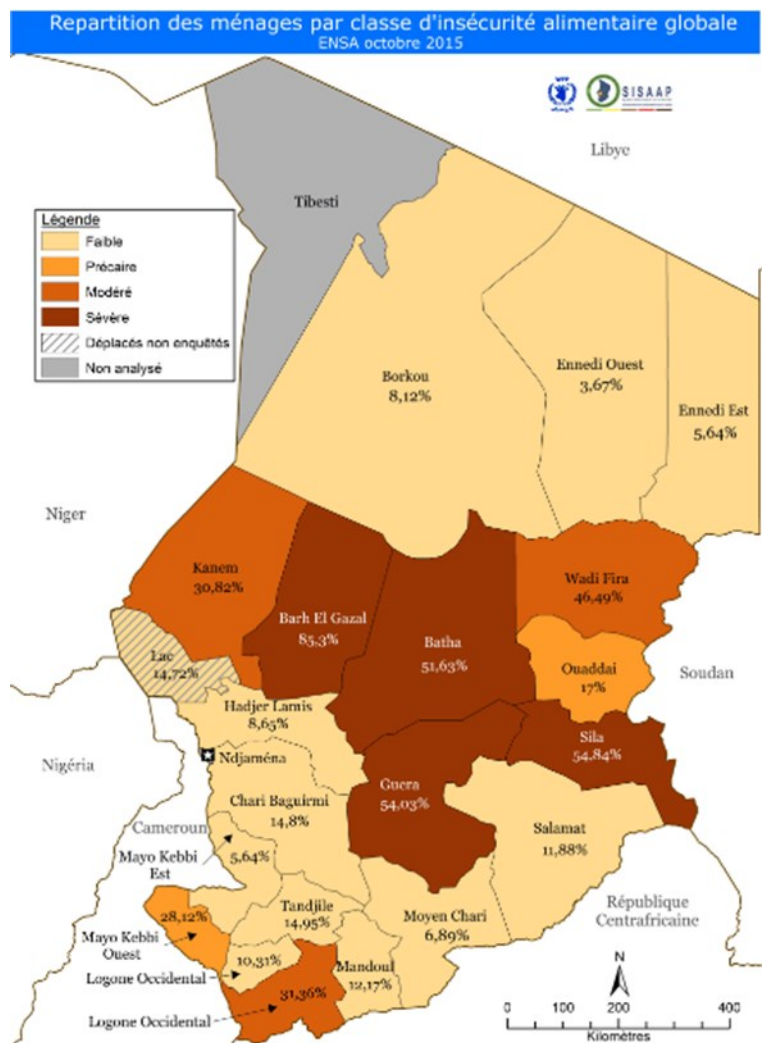 Repartition des ménages par classe d'insécurité alimentaire globale
ENSA octobre 2015
SISAAP
Libye
Tibesti
Légende
Faible
Précaire
Modéré
Sévère
Déplacés non enquêtés
Non analysé
Borkou
8,12%
Ennedi Ouest
3,67%
Ennedi Est
5,64%
Niger
Kanem
30,82%
Barh El Gazal
85,3%
Batha
51,63%
Wadi Fira
46,49%
Ouaddai
17%
Soudan
Lac
14,72%
Hadjer Lamis
8,65%
Sila
54,84%
Nigéria
Ndjaména
Guera
54,03%
Chari Baguirmi
14,8%
Cameroun
Salamat
11,88%
Mayo Kebbi
Est
5,64%
République
Centrafricaine
28,12%
Mayo Kebbi
Ouest
Tandjile
14,95%
Moyen Chari
6,89%
10,31%
Logone Occidental
Mandoul
12,17%
31,36%
Logone Occidental
N
0 100 200 400
Kilomètres